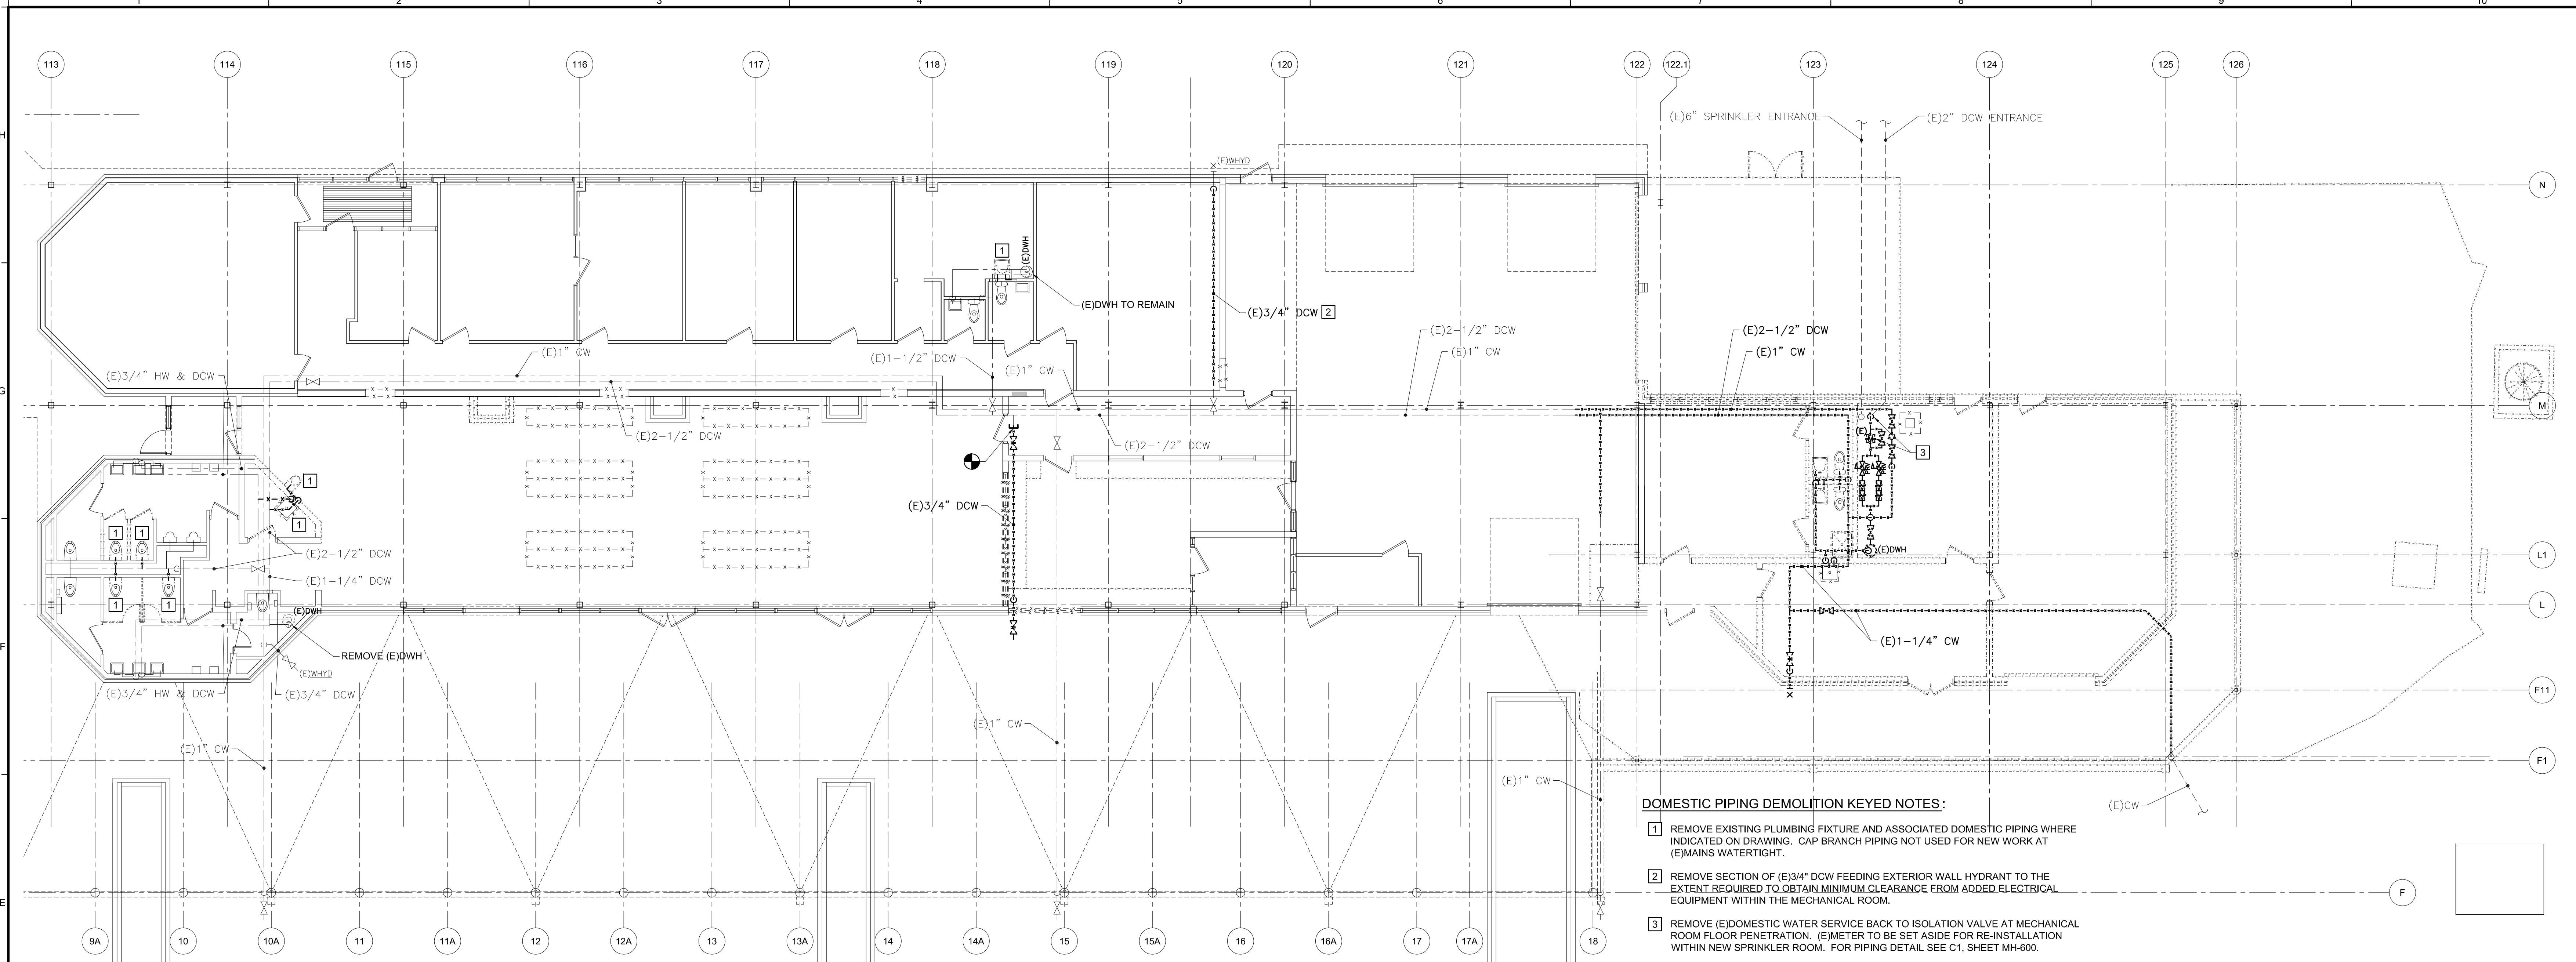 1 2 3 4 5 6 7 8 9 10
113 114 115 116 117 118 119 120 121 122 122.1 123 124 125 126
H
(E)6" SPRINKLER ENTRANCE
(E)2" DCW ENTRANCE
(E)WHYD
N
1
(E)DWH
(E)DWH TO REMAIN
(E)3/4" DCW 2
(E)2-1/2" DCW
(E)1" CW
(E)2-1/2" DCW
(E)1" CW
(E)1" CW
(E)1-1/2" DCW
(E)1" CW
(E)3/4" HW & DCW
G
M
(E)2-1/2" DCW
(E)2-1/2" DCW
(E)
3
1
1
(E)3/4" DCW
1 1
(E)2-1/2" DCW
(E)DWH
L1
(E)1-1/4" DCW
1 1
(E)DWH
L
(E)1-1/4" CW
F
REMOVE (E)DWH
(E)WHYD
(E)3/4" HW & DCW
(E)3/4" DCW
F11
(E)1" CW
(E)1" CW
F1
(E)1" CW
(E)CW
DOMESTIC PIPING DEMOLITION KEYED NOTES:
1 REMOVE EXISTING PLUMBING FIXTURE AND ASSOCIATED DOMESTIC PIPING WHERE
INDICATED ON DRAWING. CAP BRANCH PIPING NOT USED FOR NEW WORK AT
(E)MAINS WATERTIGHT.
2 REMOVE SECTION OF (E)3/4" DCW FEEDING EXTERIOR WALL HYDRANT TO THE
EXTENT REQUIRED TO OBTAIN MINIMUM CLEARANCE FROM ADDED ELECTRICAL
EQUIPMENT WITHIN THE MECHANICAL ROOM.
3 REMOVE (E)DOMESTIC WATER SERVICE BACK TO ISOLATION VALVE AT MECHANICAL
ROOM FLOOR PENETRATION. (E)METER TO BE SET ASIDE FOR RE-INSTALLATION
WITHIN NEW SPRINKLER ROOM. FOR PIPING DETAIL SEE C1, SHEET MH-600.
F
E
9A 10 10A 11 11A 12 12A 13 13A 14 14A 15 15A 16 16A 17 17A 18